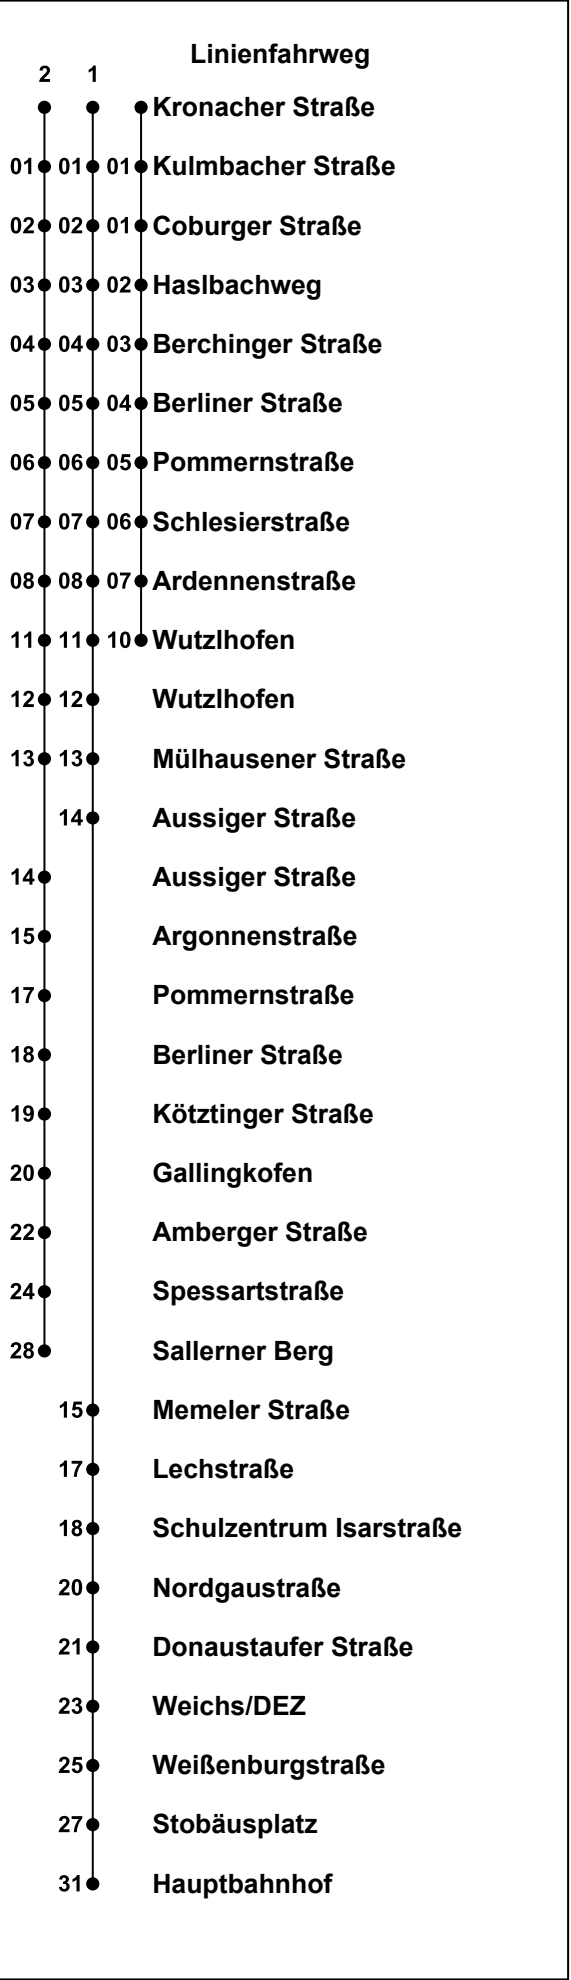 Linienfahrweg
2 1
Kronacher Straße
01 01 01 Kulmbacher Straße
02 02 01 Coburger Straße
03 03 02 Haslbachweg
04 04 03 Berchinger Straße
05 05 04 Berliner Straße
06 06 05 Pommernstraße
07 07 06 Schlesierstraße
08 08 07 Ardennenstraße
11 11 10 Wutzlhofen
12 12 Wutzlhofen
13 13 Mülhausener Straße
14 Aussiger Straße
14 Aussiger Straße
15 Argonnenstraße
17 Pommernstraße
18 Berliner Straße
19 Kötztinger Straße
20 Gallingkofen
22 Amberger Straße
24 Spessartstraße
28 Sallerner Berg
15 Memeler Straße
17 Lechstraße
18 Schulzentrum Isarstraße
20 Nordgaustraße
21 Donaustaufer Straße
23 Weichs/DEZ
25 Weißenburgstraße
27 Stobäusplatz
31 Hauptbahnhof